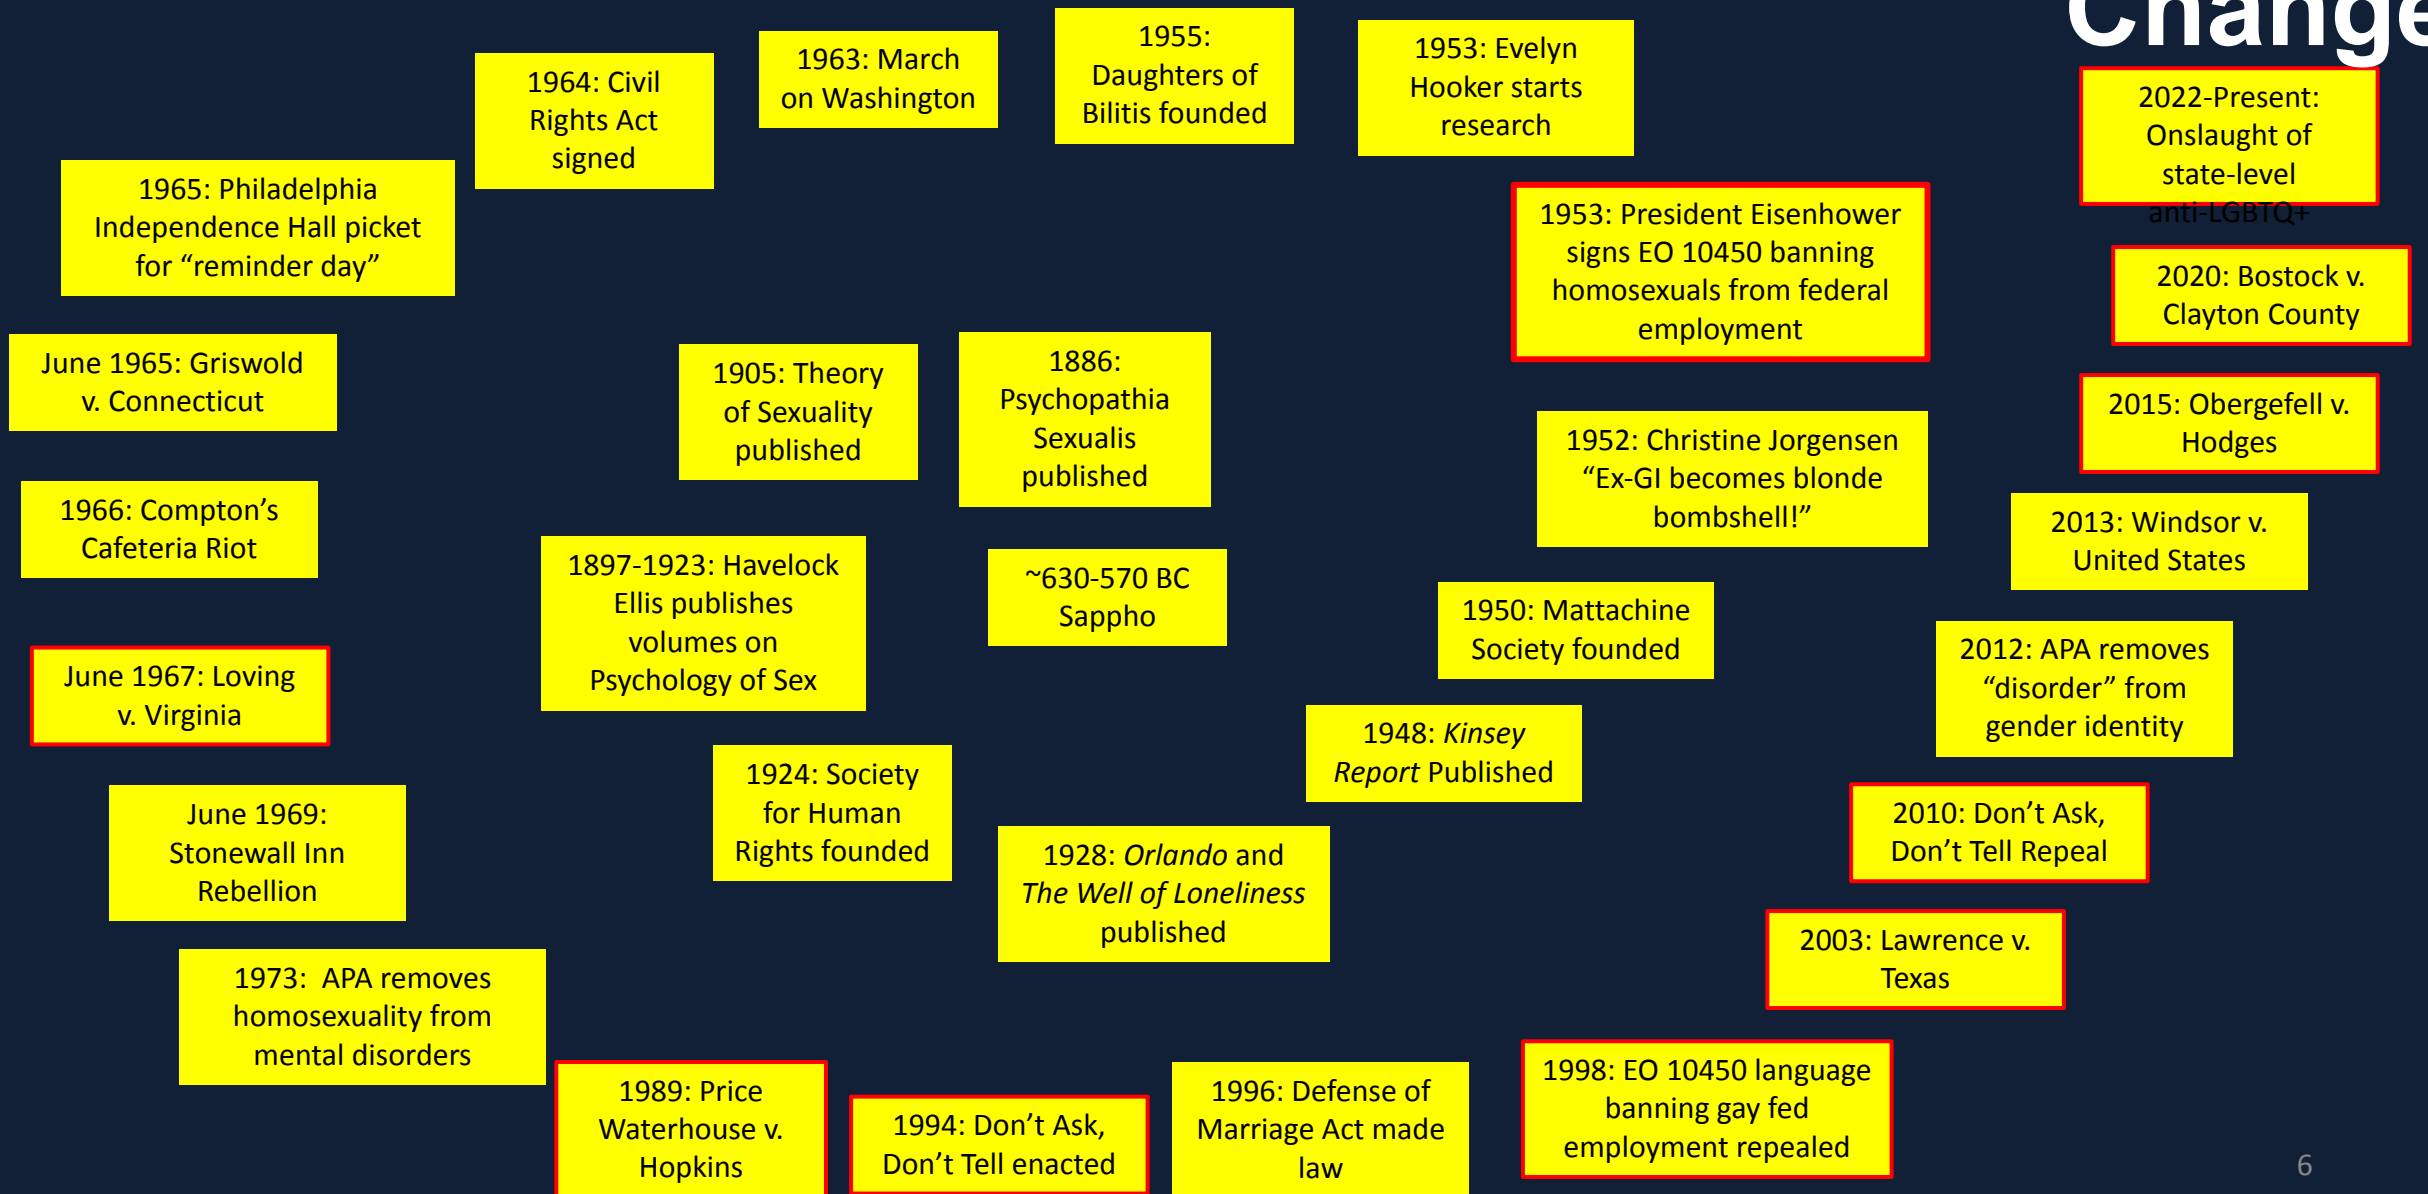 Change
1955:
Daughters of
Bilitis founded
1953: Evelyn
Hooker starts
research
1963: March
on Washington
1964: Civil
Rights Act
signed
2022-Present:
Onslaught of
state-level
anti-LGBTQ+
1965: Philadelphia
Independence Hall picket
for “reminder day”
1953: President Eisenhower
signs EO 10450 banning
homosexuals from federal
employment
2020: Bostock v.
Clayton County
June 1965: Griswold
v. Connecticut
1905: Theory
of Sexuality
published
1886:
Psychopathia
Sexualis
published
2015: Obergefell v.
Hodges
1952: Christine Jorgensen
“Ex-GI becomes blonde
bombshell!”
1966: Compton’s
Cafeteria Riot
2013: Windsor v.
United States
1897-1923: Havelock
Ellis publishes
volumes on
Psychology of Sex
~630-570 BC
Sappho
1950: Mattachine
Society founded
June 1967: Loving
v. Virginia
2012: APA removes
“disorder” from
gender identity
1948: Kinsey
Report Published
1924: Society
for Human
Rights founded
June 1969:
Stonewall Inn
Rebellion
2010: Don’t Ask,
Don’t Tell Repeal
1928: Orlando and
The Well of Loneliness
published
2003: Lawrence v.
Texas
1973:  APA removes
homosexuality from
mental disorders
1989: Price
Waterhouse v.
Hopkins
1994: Don’t Ask,
Don’t Tell enacted
1996: Defense of
Marriage Act made
law
1998: EO 10450 language
banning gay fed
employment repealed
6